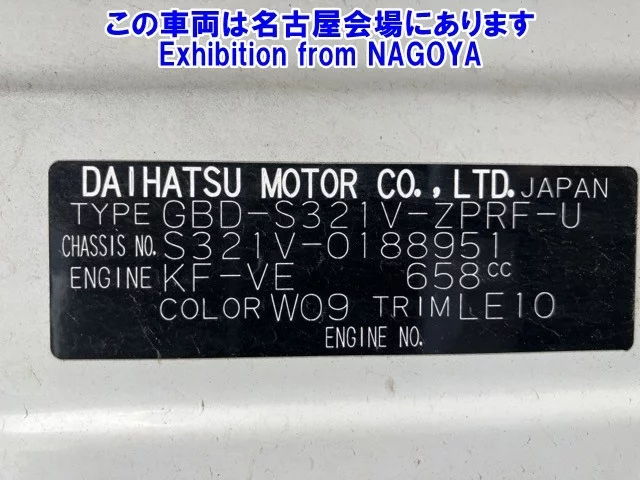 この車両は名古屋会場にあります
Exhibition from NAGOYA
DAIHATSU MOTOR CO., LTD. JAPAN
TYPE GBD-S321V-ZPRF-U
CHASSIS NO. S321V-0188951
ENGINE KF-VE 658cc
COLOR W09 TRIM LE10
ENGINE NO.